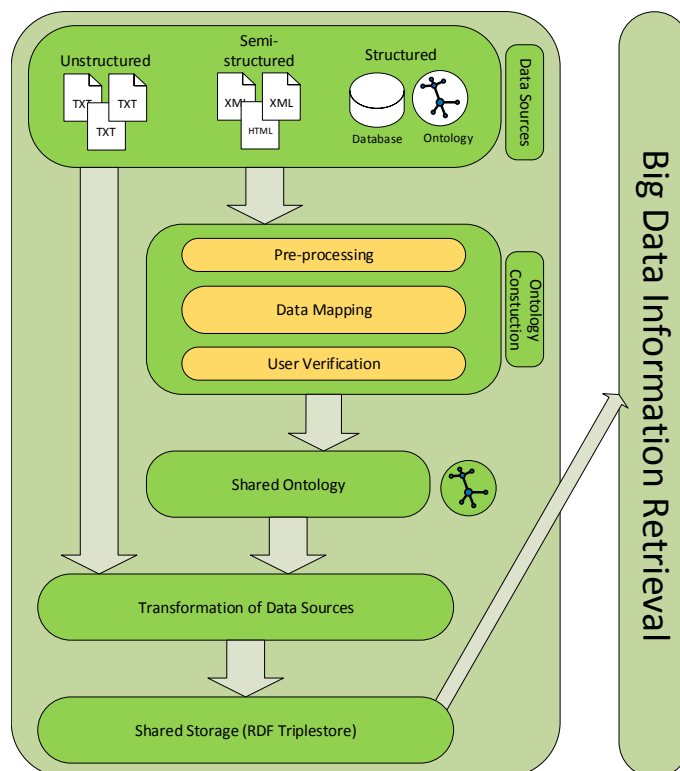 Unstructured
Semi-
structured
Structured
TXT
TXT
TXT
XML
XML
HTML
Database
Ontology
Data Sources
Pre-processing
Data Mapping
User Verification
Ontology
Constuction
Shared Ontology
Transformation of Data Sources
Shared Storage (RDF Triplestore)
Big Data Information Retrieval